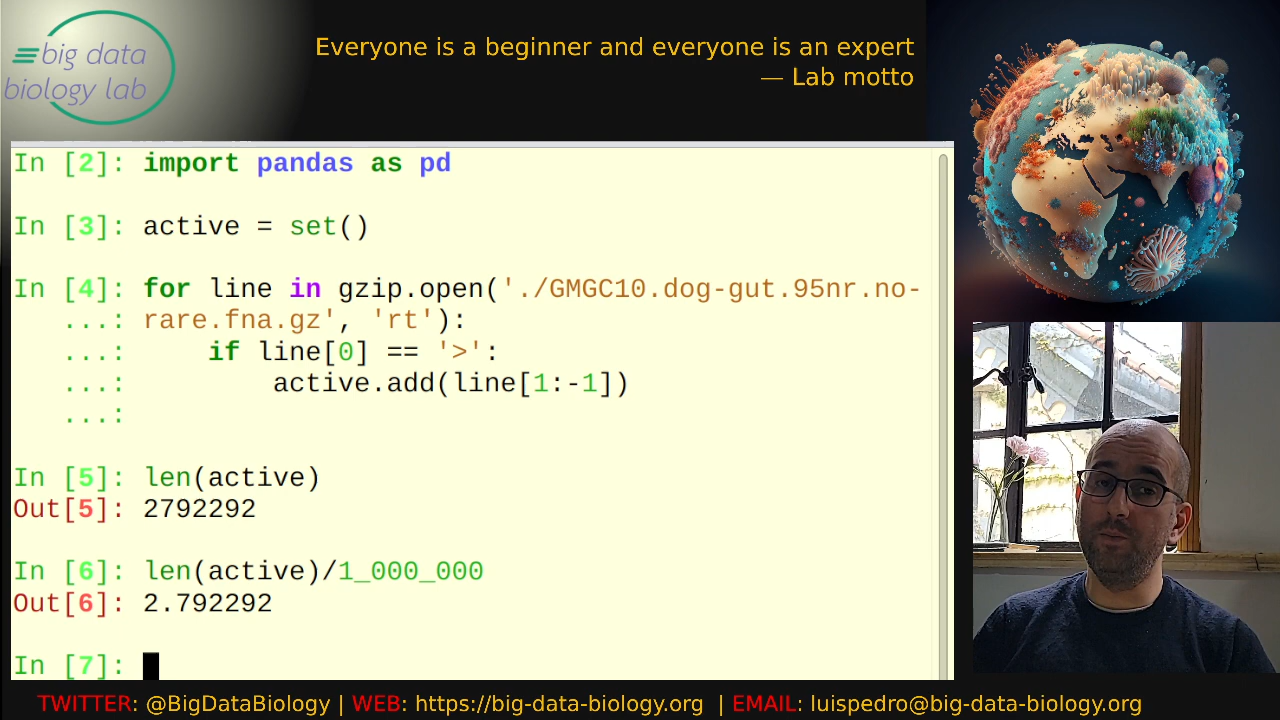 big data
biology lab
Everyone is a beginner and everyone is an expert
— Lab motto
In [2]: import pandas as pd
In [3]: active = set()
In [4]: for line in gzip.open('./GMGC10.dog-gut.95nr.no-
...: rare.fna.gz', 'rt'):
...:     if line[0] == '>':
...:         active.add(line[1:-1])
...:
In [5]: len(active)
Out[5]: 2792292
In [6]: len(active)/1_000_000
Out[6]: 2.792292
In [7]:
TWITTER: @BigDataBiology | WEB: https://big-data-biology.org | EMAIL: luispedro@big-data-biology.org